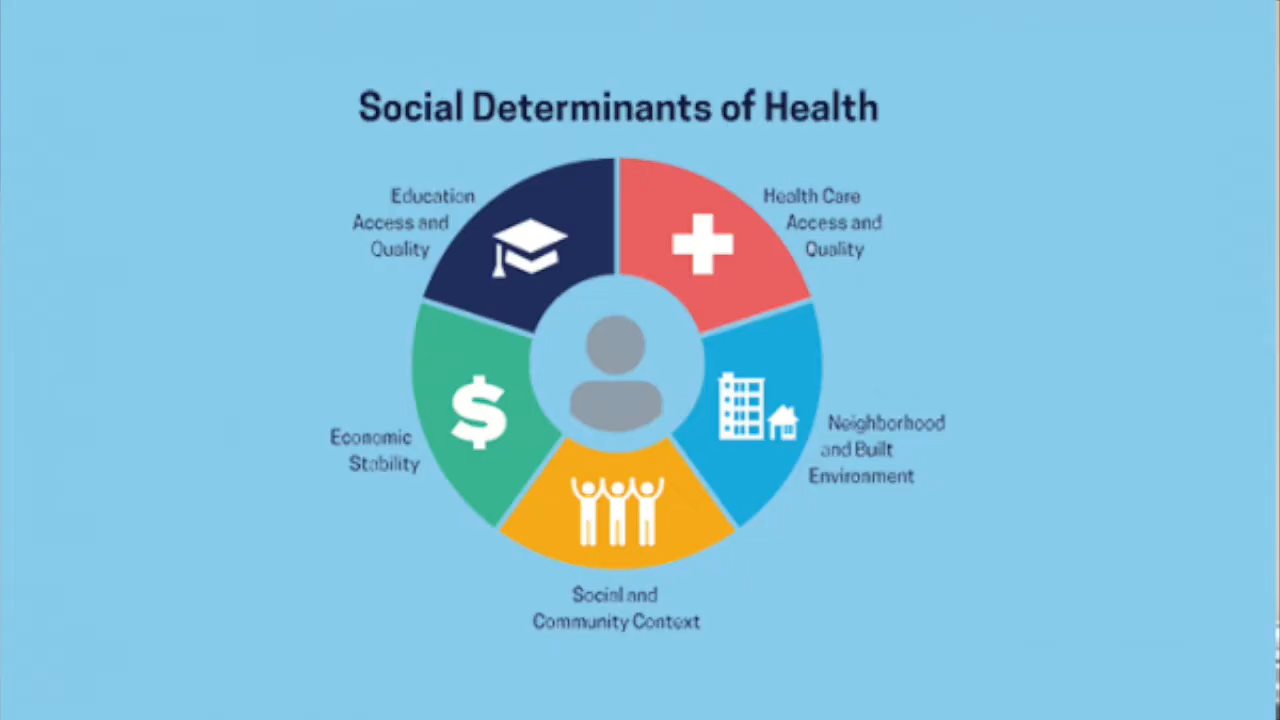 Social Determinants of Health
Education
Access and
Quality
Health Care
Access and
Quality
Economic
Stability
$
Neighborhood
and Built
Environment
Social and
Community Context